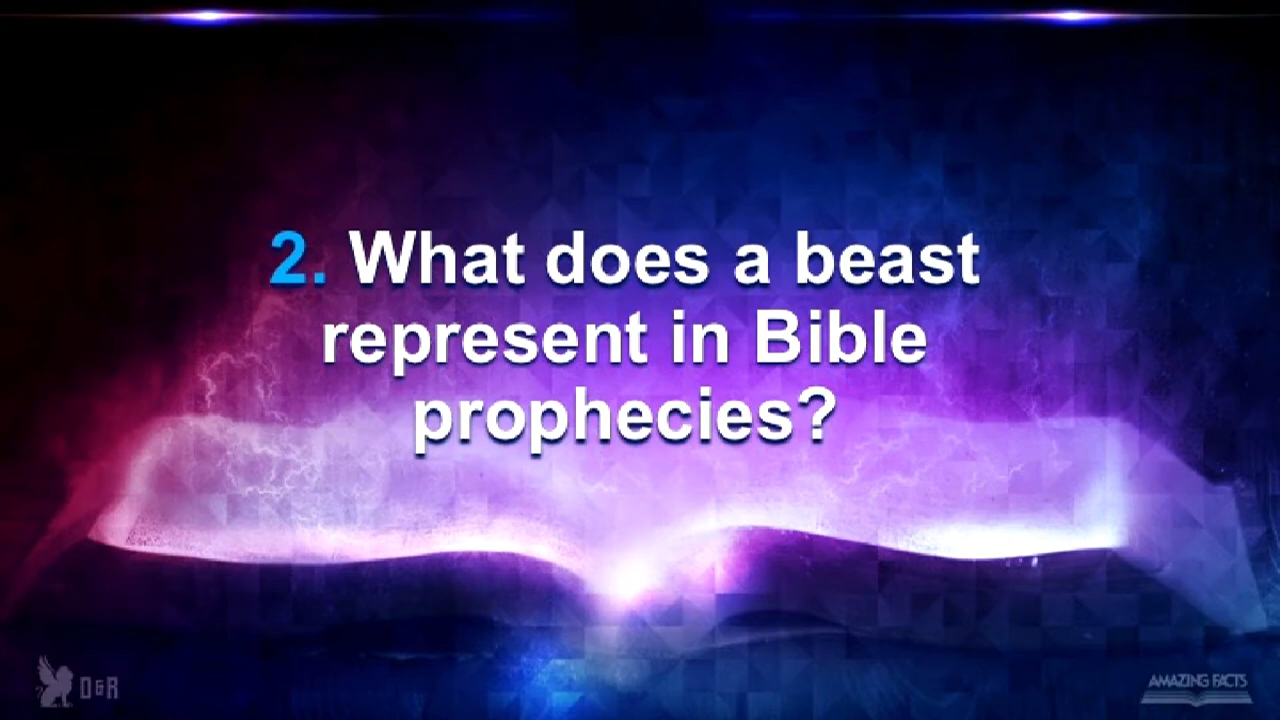 2. What does a beast
represent in Bible
prophecies?
D&R
AMAZING FACTS